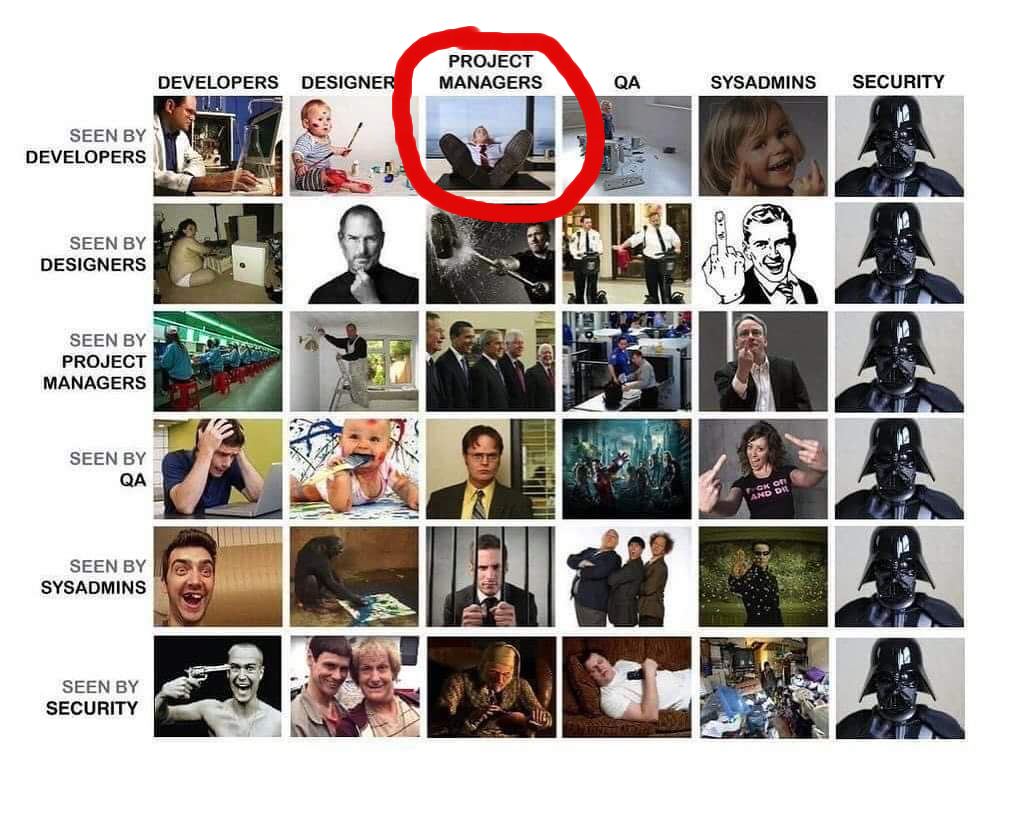 PROJECT
DEVELOPERS DESIGNER MANAGERS QA SYSADMINS SECURITY
SEEN BY
DEVELOPERS
SEEN BY
DESIGNERS
SEEN BY
PROJECT
MANAGERS
SEEN BY
QA
F*CK OFF
AND DIE
SEEN BY
SYSADMINS
SEEN BY
SECURITY